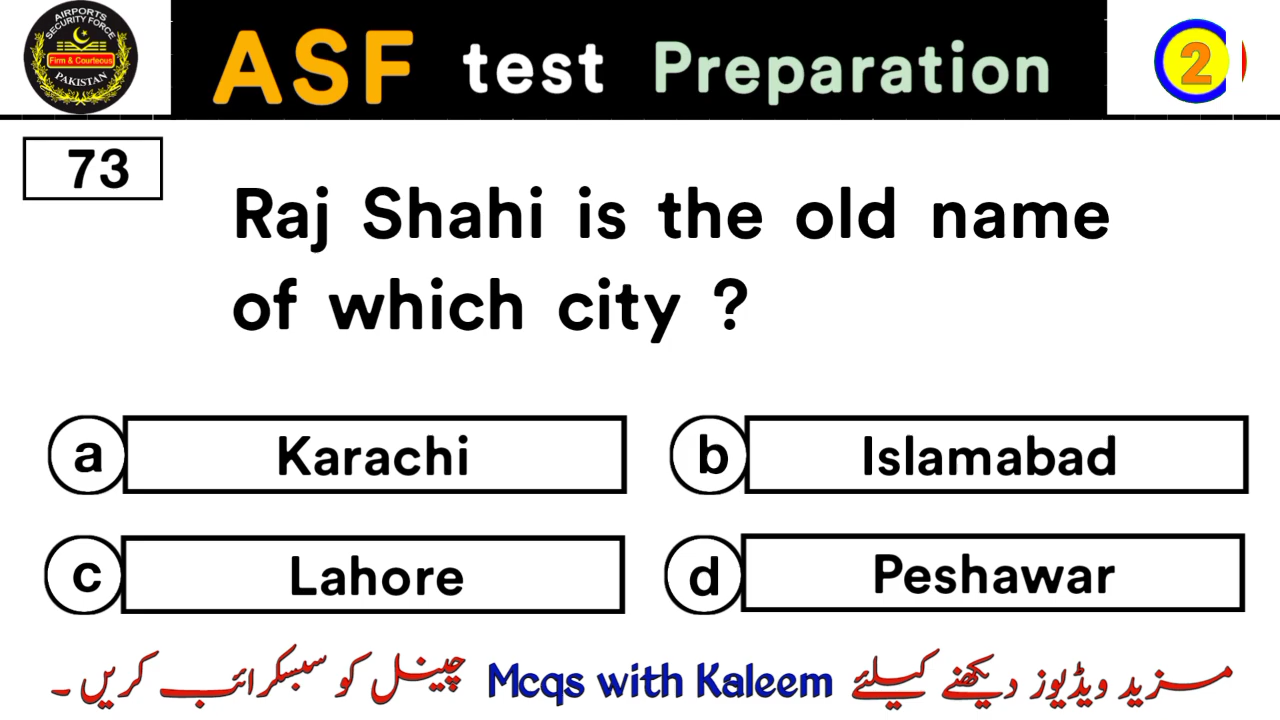 AIRPORTS
SECURITY FORCE
Firm & Courteous
PAKISTAN
ASF test Preparation
2
73
Raj Shahi is the old name
of which city ?
a Karachi
b Islamabad
c Lahore
d Peshawar
مزید ویڈیوز دیکھنے کیلئے Mcqs with Kaleem چینل کو سبسکرائب کریں۔